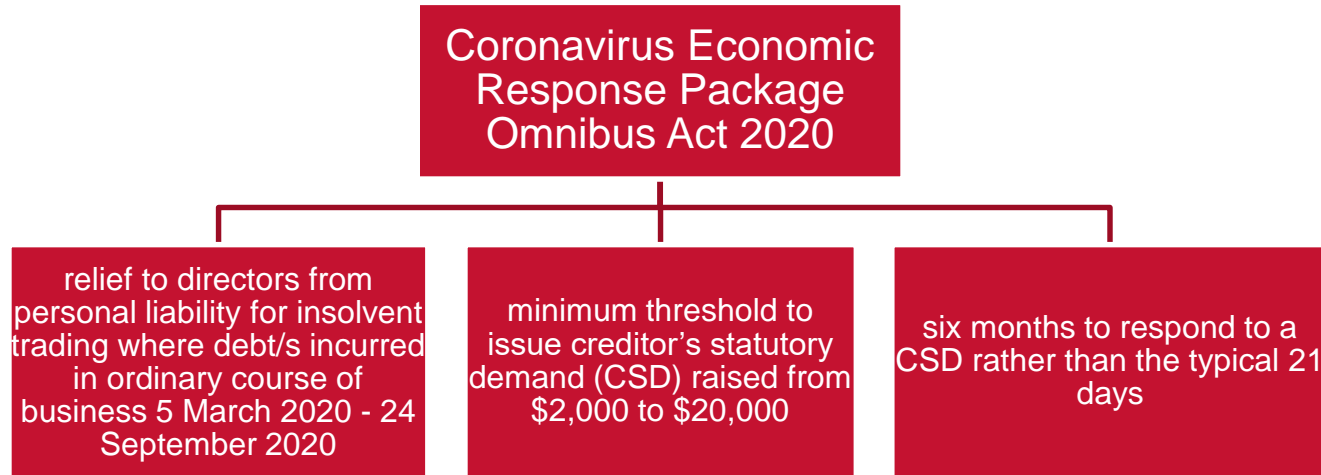 Coronavirus Economic
Response Package
Omnibus Act 2020
relief to directors from
personal liability for insolvent
trading where debt/s incurred
in ordinary course of
business 5 March 2020 - 24
September 2020
minimum threshold to
issue creditor’s statutory
demand (CSD) raised from
$2,000 to $20,000
six months to respond to a
CSD rather than the typical 21
days